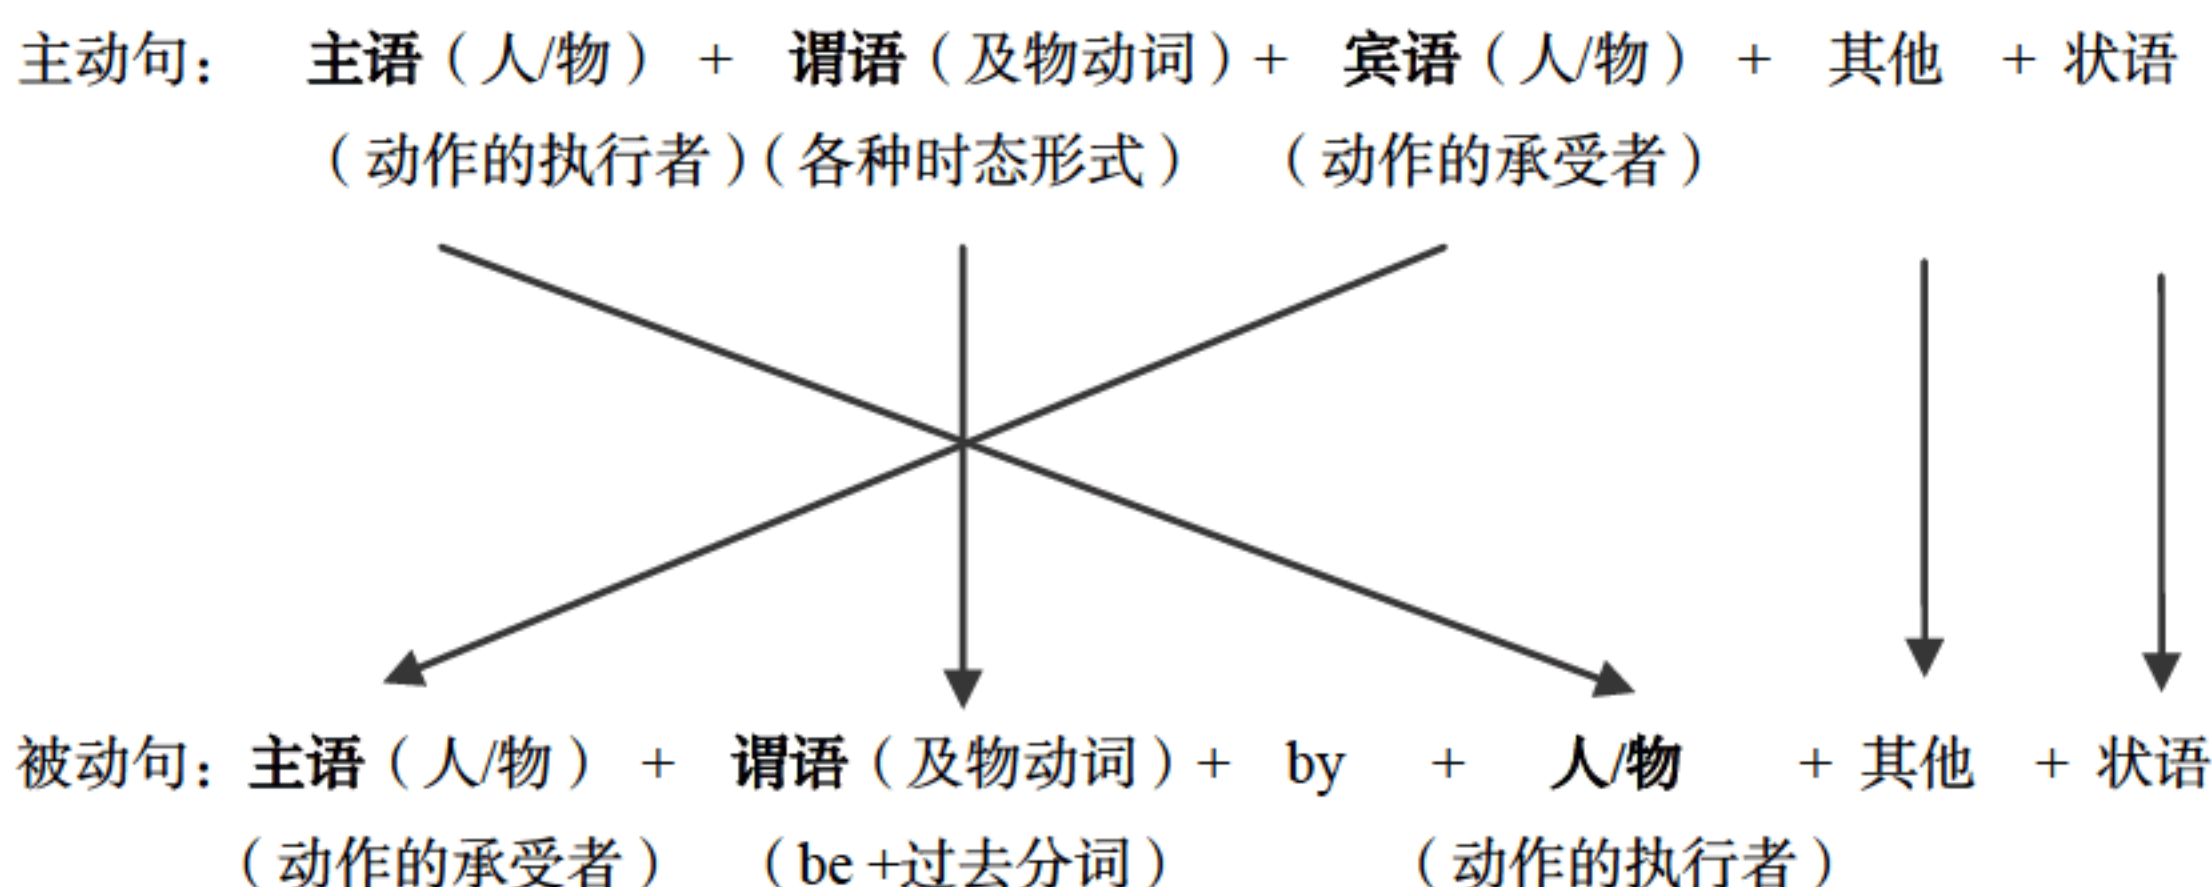 主动句： 主语（人/物） + 谓语（及物动词）+ 宾语（人/物） + 其他 + 状语
（动作的执行者）（各种时态形式） （动作的承受者）
被动句：主语（人/物） + 谓语（及物动词）+ by + 人/物 + 其他 + 状语
（动作的承受者） （be +过去分词） （动作的执行者）